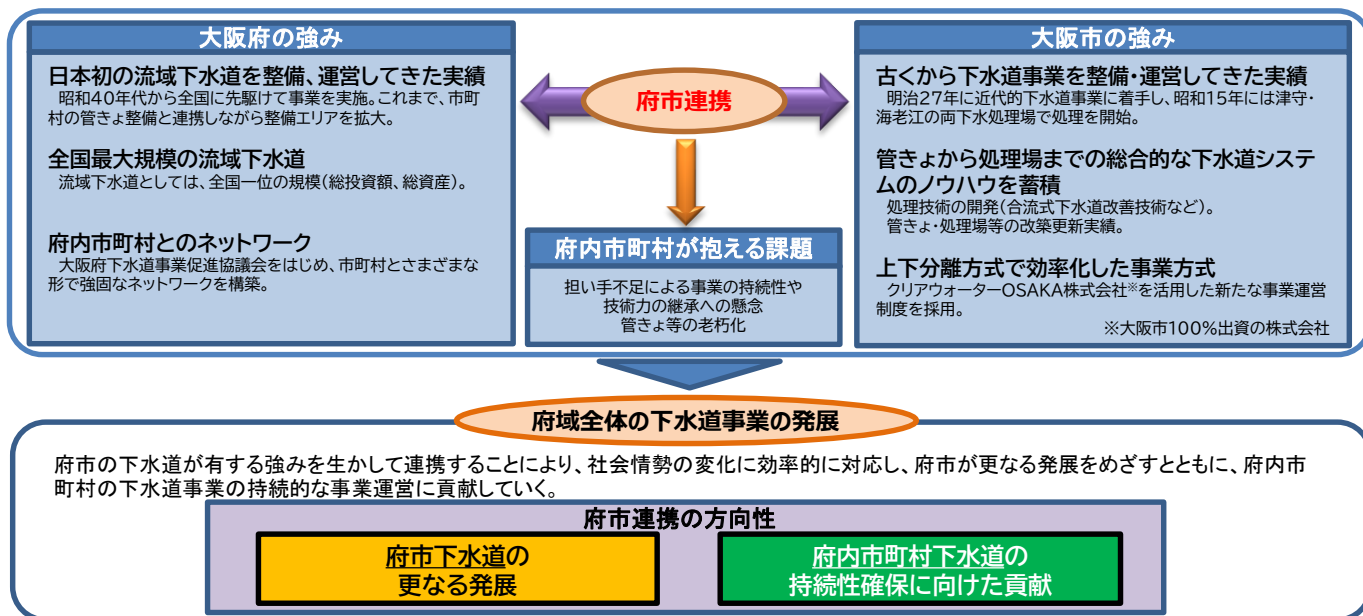 大阪府の強み
日本初の流域下水道を整備、運営してきた実績
昭和40年代から全国に先駆けて事業を実施。これまで、市町
村の管きょ整備と連携しながら整備エリアを拡大。
全国最大規模の流域下水道
流域下水道としては、全国一位の規模(総投資額、総資産)。
府内市町村とのネットワーク
大阪府下水道事業促進協議会をはじめ、市町村とさまざまな
形で強固なネットワークを構築。
府市連携
府内市町村が抱える課題
担い手不足による事業の持続性や
技術力の継承への懸念
管きょ等の老朽化
大阪市の強み
古くから下水道事業を整備・運営してきた実績
明治27年に近代的下水道事業に着手し、昭和15年には津守・
海老江の両下水処理場で処理を開始。
管きょから処理場までの総合的な下水道システ
ムのノウハウを蓄積
処理技術の開発(合流式下水道改善技術など)。
管きょ・処理場等の改築更新実績。
上下分離方式で効率化した事業方式
クリアウォーターOSAKA株式会社※を活用した新たな事業運営
制度を採用。
※大阪市100%出資の株式会社
府域全体の下水道事業の発展
府市の下水道が有する強みを生かして連携することにより、社会情勢の変化に効率的に対応し、府市が更なる発展をめざすとともに、府内市
町村の下水道事業の持続的な事業運営に貢献していく。
府市連携の方向性
府市下水道の
更なる発展
府内市町村下水道の
持続性確保に向けた貢献